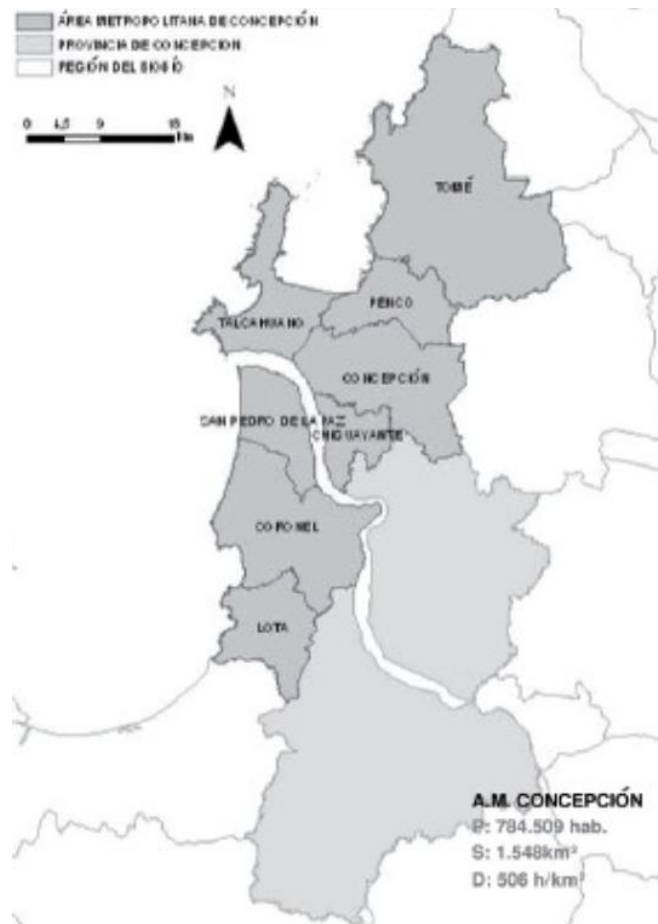 ÁREA METROPOLITANA DE CONCEPCIÓN
PROVINCIA DE CONCEPCION
REGIÓN DEL BIOBÍO
N
0 4,5 9 18
Km
TOMÉ
PENCO
TALCAHUANO
CONCEPCIÓN
SAN PEDRO DE LA PAZ
CHIGUAYANTE
CORONEL
LOTA
A.M. CONCEPCIÓN
P: 784.509 hab.
S: 1.548km²
D: 506 h/km²